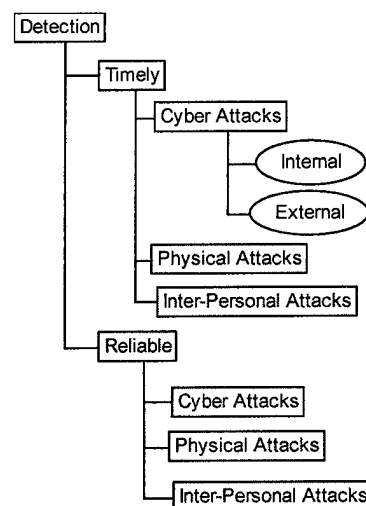 Detection
Timely
Cyber Attacks
Internal
External
Physical Attacks
Inter-Personal Attacks
Reliable
Cyber Attacks
Physical Attacks
Inter-Personal Attacks